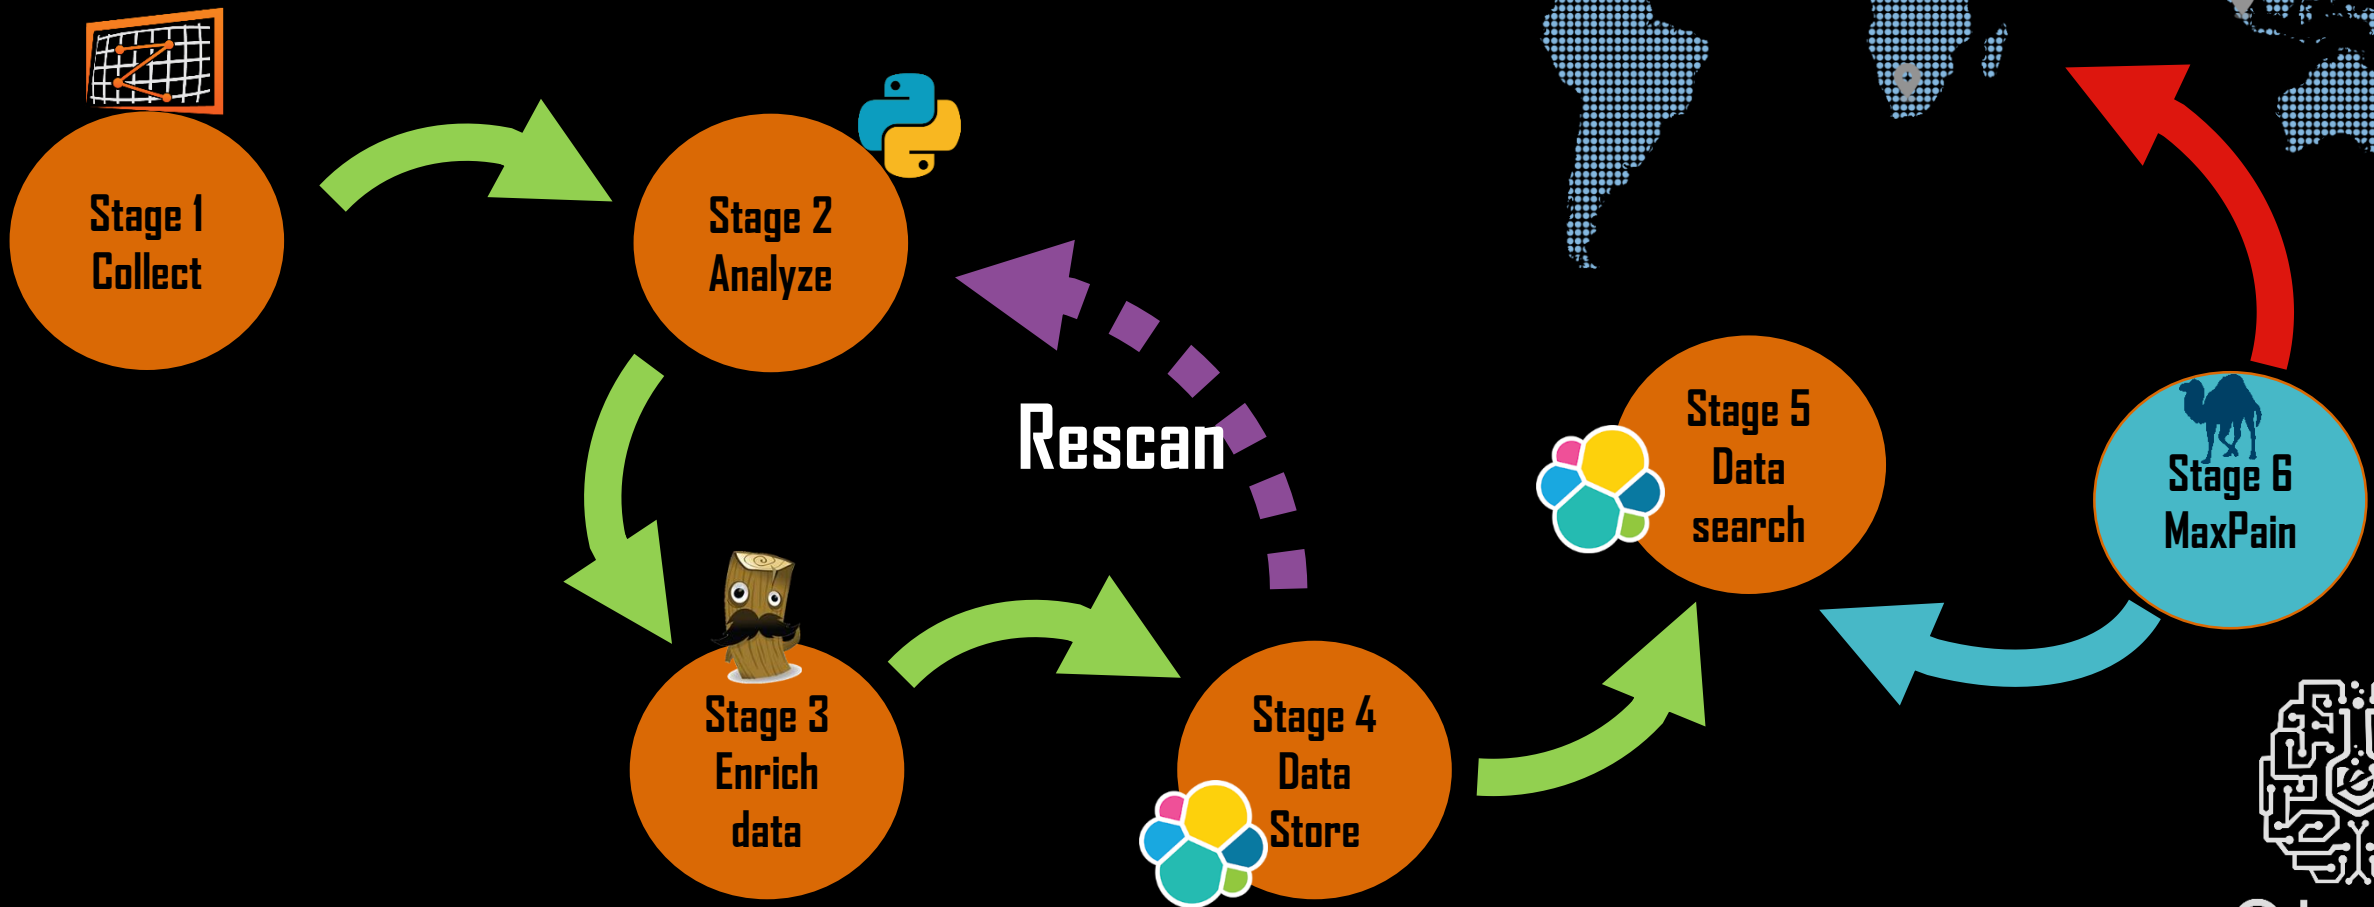 Stage 1
Collect
Stage 2
Analyze
Rescan
Stage 3
Enrich
data
Stage 4
Data
Store
Stage 5
Data
search
Stage 6
MaxPain